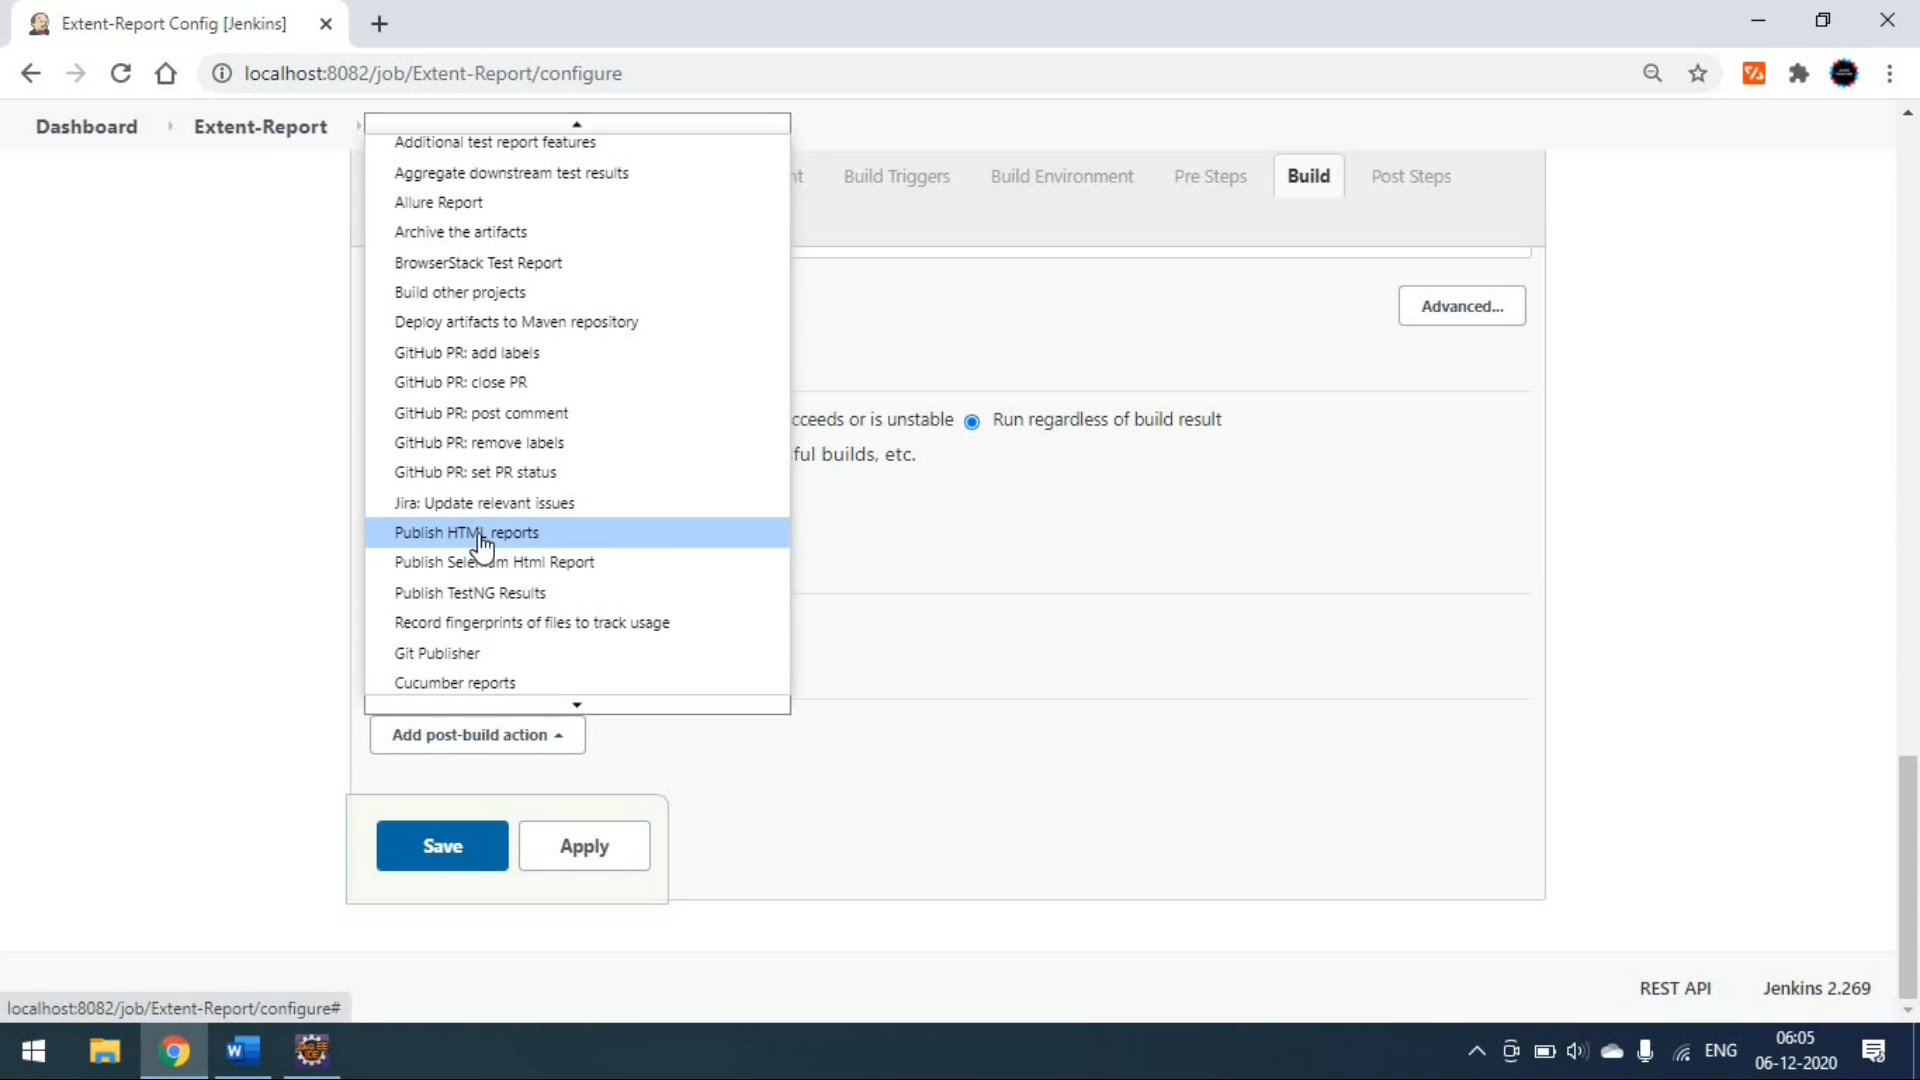 Extent-Report Config [Jenkins]
localhost:8082/job/Extent-Report/configure
Dashboard
Extent-Report
nt
Build Triggers
Build Environment
Pre Steps
Build
Post Steps
Additional test report features
Aggregate downstream test results
Allure Report
Archive the artifacts
BrowserStack Test Report
Build other projects
Deploy artifacts to Maven repository
GitHub PR: add labels
GitHub PR: close PR
GitHub PR: post comment
GitHub PR: remove labels
GitHub PR: set PR status
Jira: Update relevant issues
Publish HTML reports
Publish Selenium Html Report
Publish TestNG Results
Record fingerprints of files to track usage
Git Publisher
Cucumber reports
Advanced...
cceeds or is unstable Run regardless of build result
ful builds, etc.
Add post-build action
Save
Apply
REST API
Jenkins 2.269
localhost:8082/job/Extent-Report/configure#
W
ENG
06:05
06-12-2020